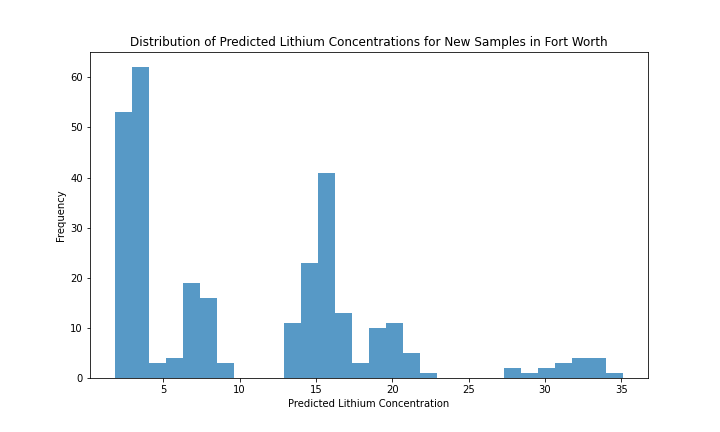 Distribution of Predicted Lithium Concentrations for New Samples in Fort Worth
60
50
40
30
20
10
0
Frequency
5 10 15 20 25 30 35
Predicted Lithium Concentration